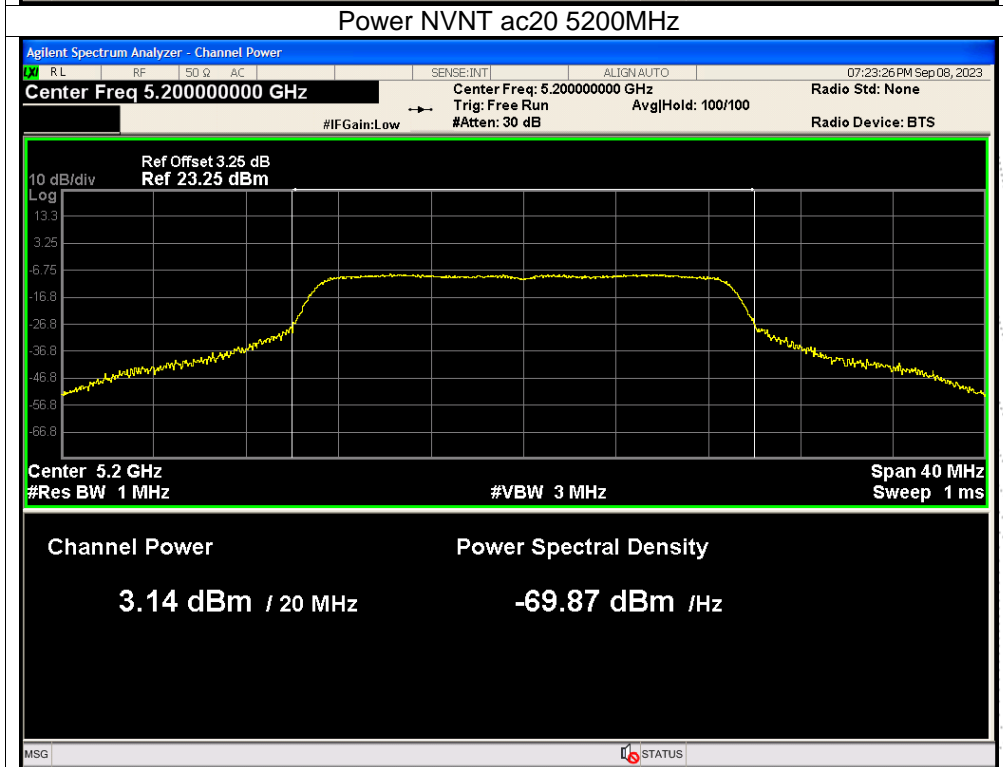 Power NVNT ac20 5200MHz
Agilent Spectrum Analyzer - Channel Power
LXI RL RF 50 Ω AC SENSE:INT ALIGN AUTO 07:23:26 PM Sep 08, 2023
Center Freq 5.200000000 GHz Center Freq: 5.200000000 GHz Radio Std: None
Trig: Free Run Avg|Hold: 100/100
#IFGain:Low #Atten: 30 dB Radio Device: BTS
Ref Offset 3.25 dB
10 dB/div Ref 23.25 dBm
Log
13.3
3.25
-6.75
-16.8
-26.8
-36.8
-46.8
-56.8
-66.8
Center 5.2 GHz Span 40 MHz
#Res BW 1 MHz #VBW 3 MHz Sweep 1 ms
Channel Power Power Spectral Density
3.14 dBm / 20 MHz -69.87 dBm /Hz
MSG STATUS